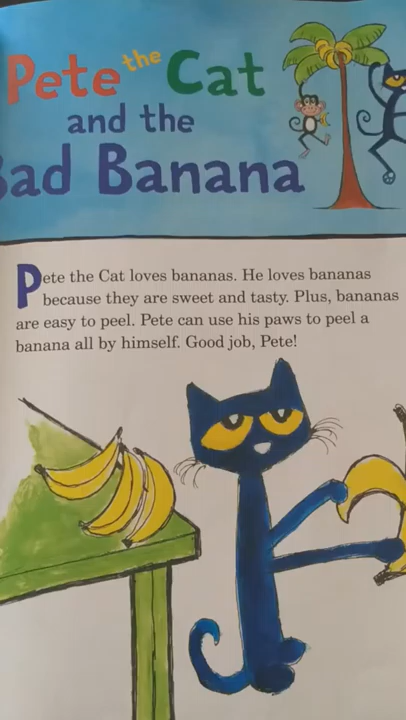 Pete the Cat
and the
Bad Banana
Pete the Cat loves bananas. He loves bananas
because they are sweet and tasty. Plus, bananas
are easy to peel. Pete can use his paws to peel a
banana all by himself. Good job, Pete!